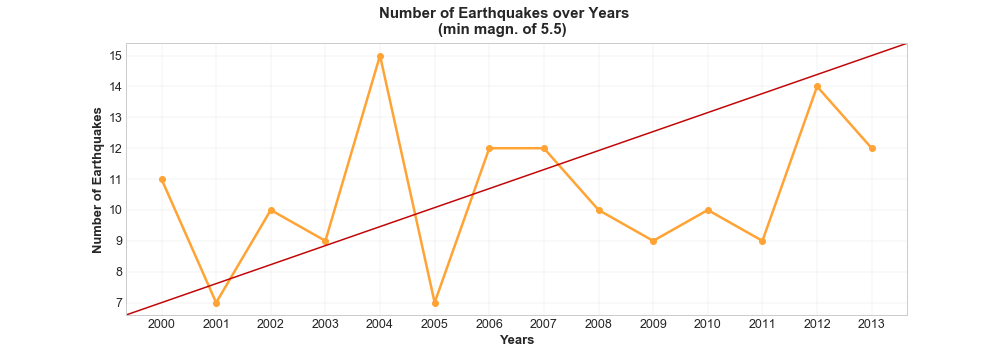 Number of Earthquakes over Years
(min magn. of 5.5)
Number of Earthquakes
15
14
13
12
11
10
9
8
7
2000 2001 2002 2003 2004 2005 2006 2007 2008 2009 2010 2011 2012 2013
Years